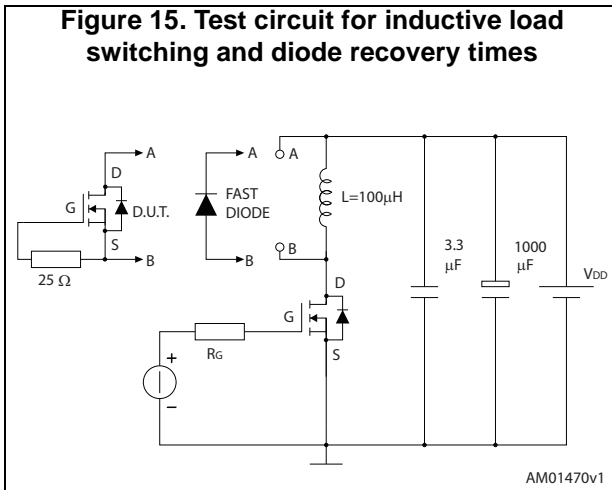 Figure 15. Test circuit for inductive load
switching and diode recovery times
A
D
G
D.U.T.
S
B
25 Ω
A
FAST
DIODE
B
A
L=100μH
B
D
G
S
RG
+
−
3.3
μF
1000
μF
VDD
AM01470v1